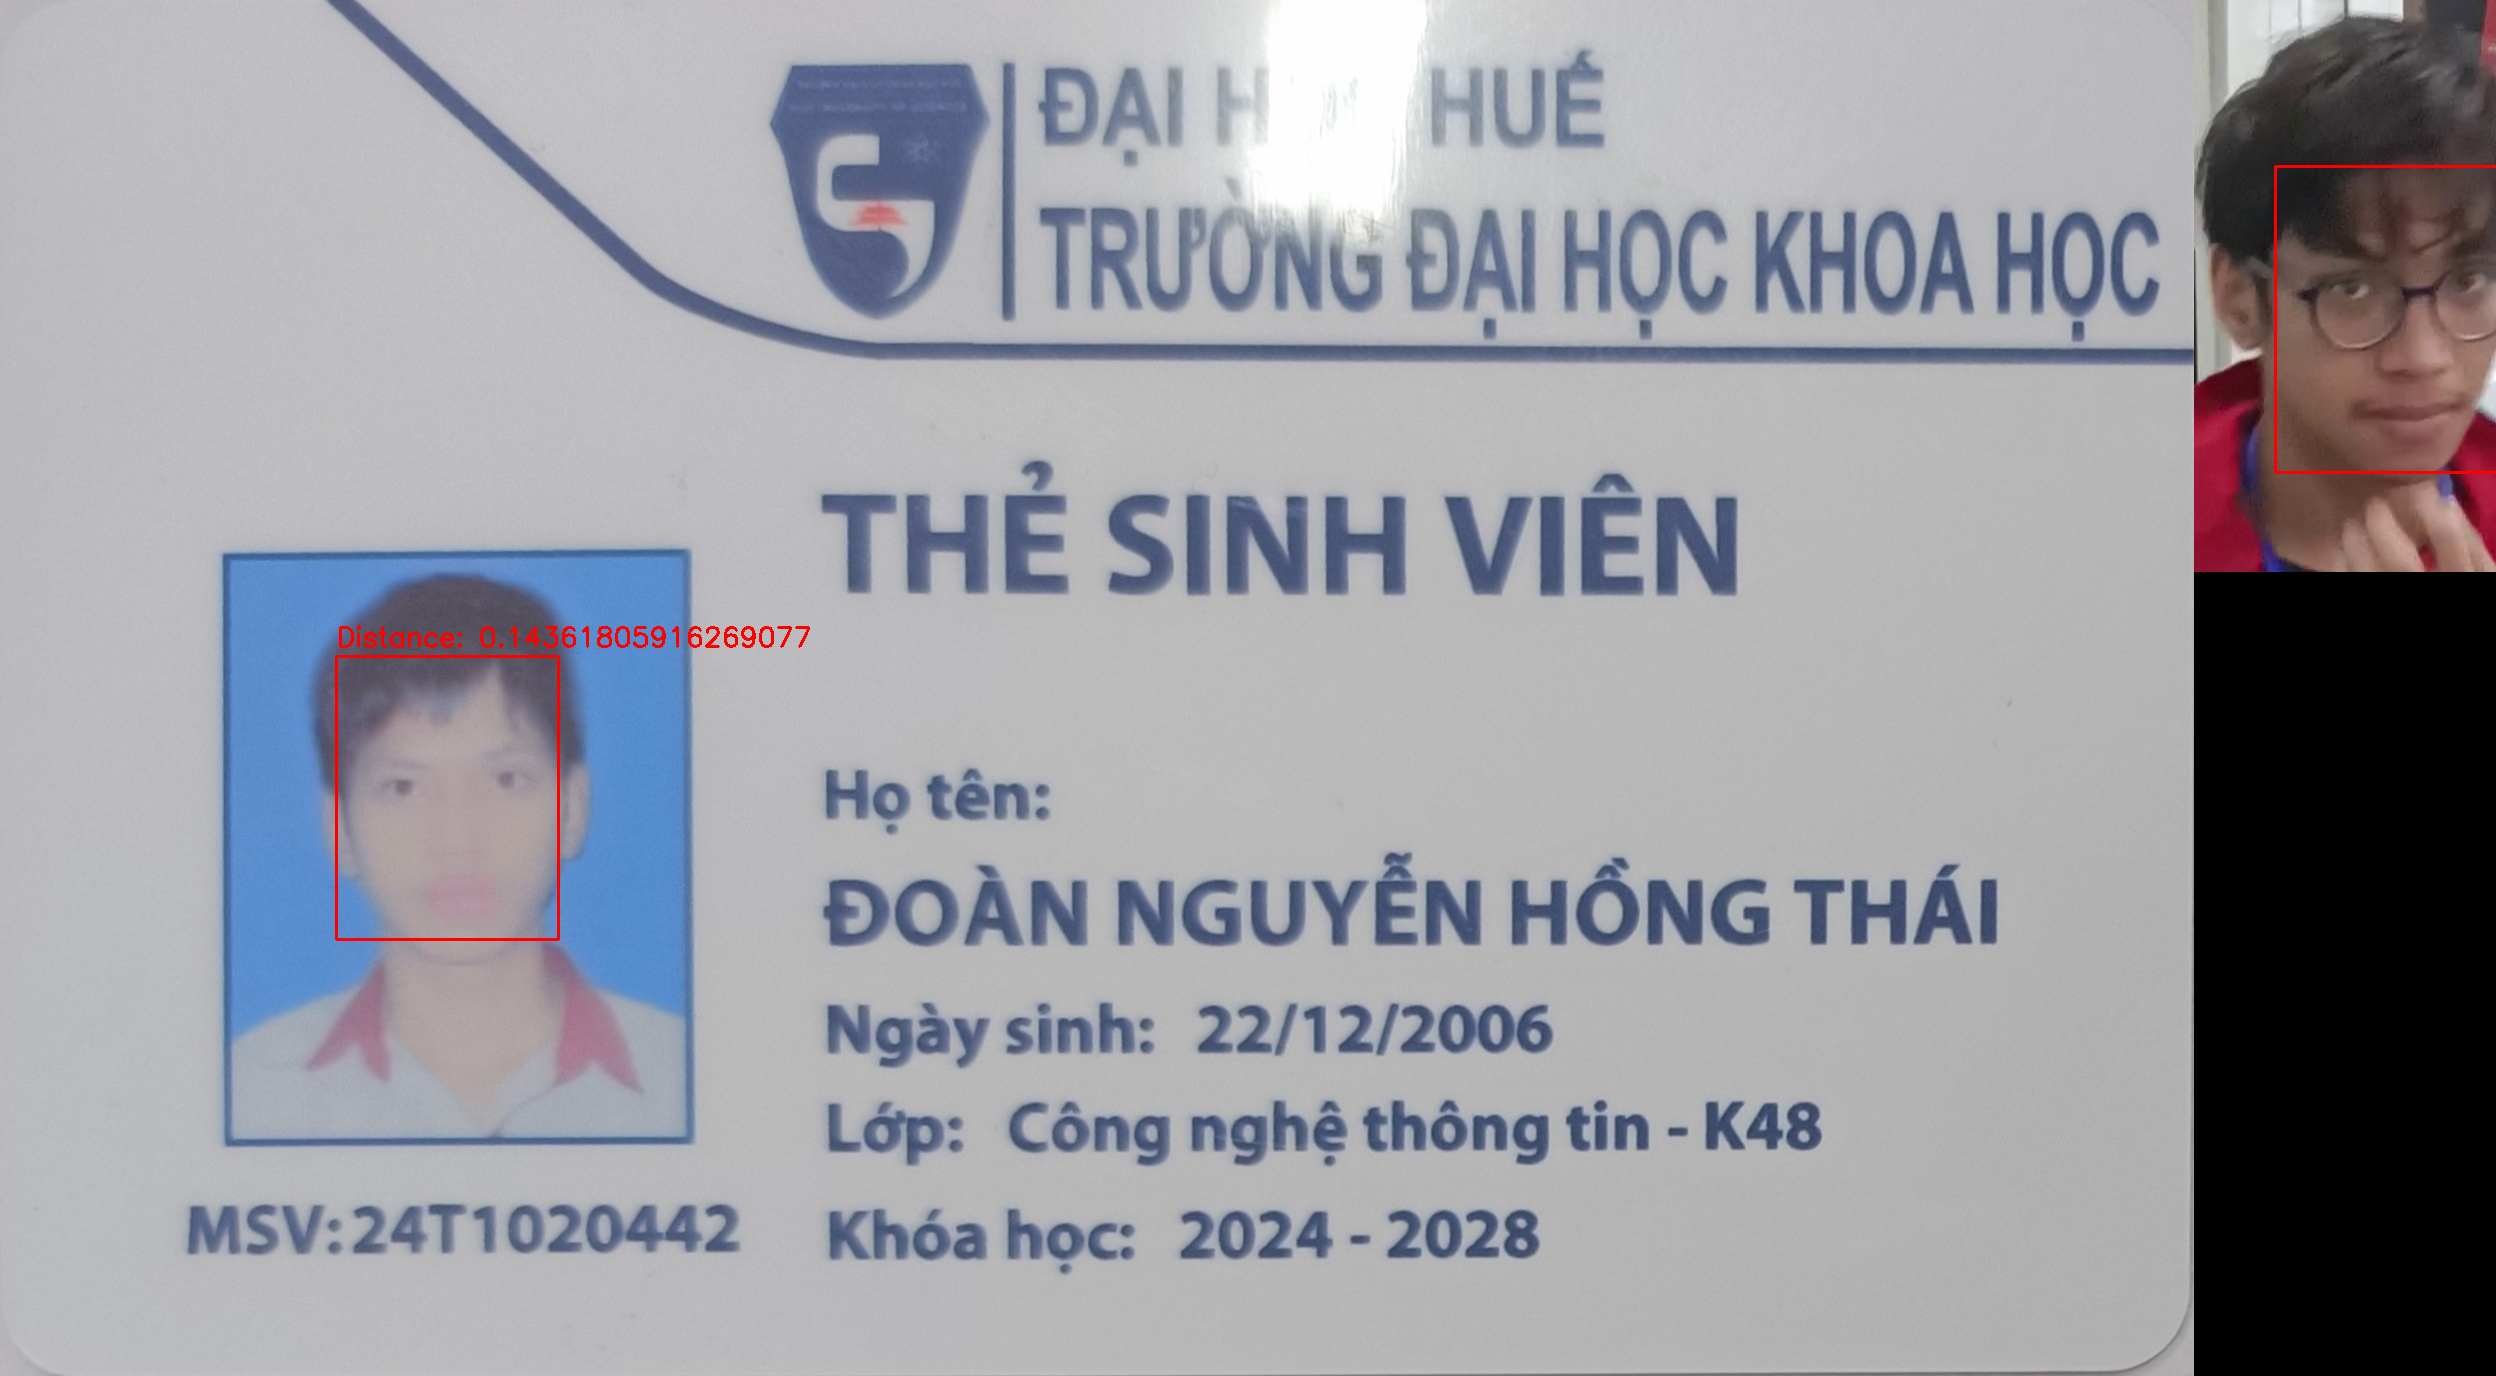 ĐẠI HUẾ
TRƯỜNG ĐẠI HỌC KHOA HỌC
THẺ SINH VIÊN
Distance: 0.14361805916269077
Họ tên:
ĐOÀN NGUYỄN HỒNG THÁI
Ngày sinh: 22/12/2006
Lớp: Công nghệ thông tin - K48
MSV:24T1020442
Khóa học: 2024 - 2028